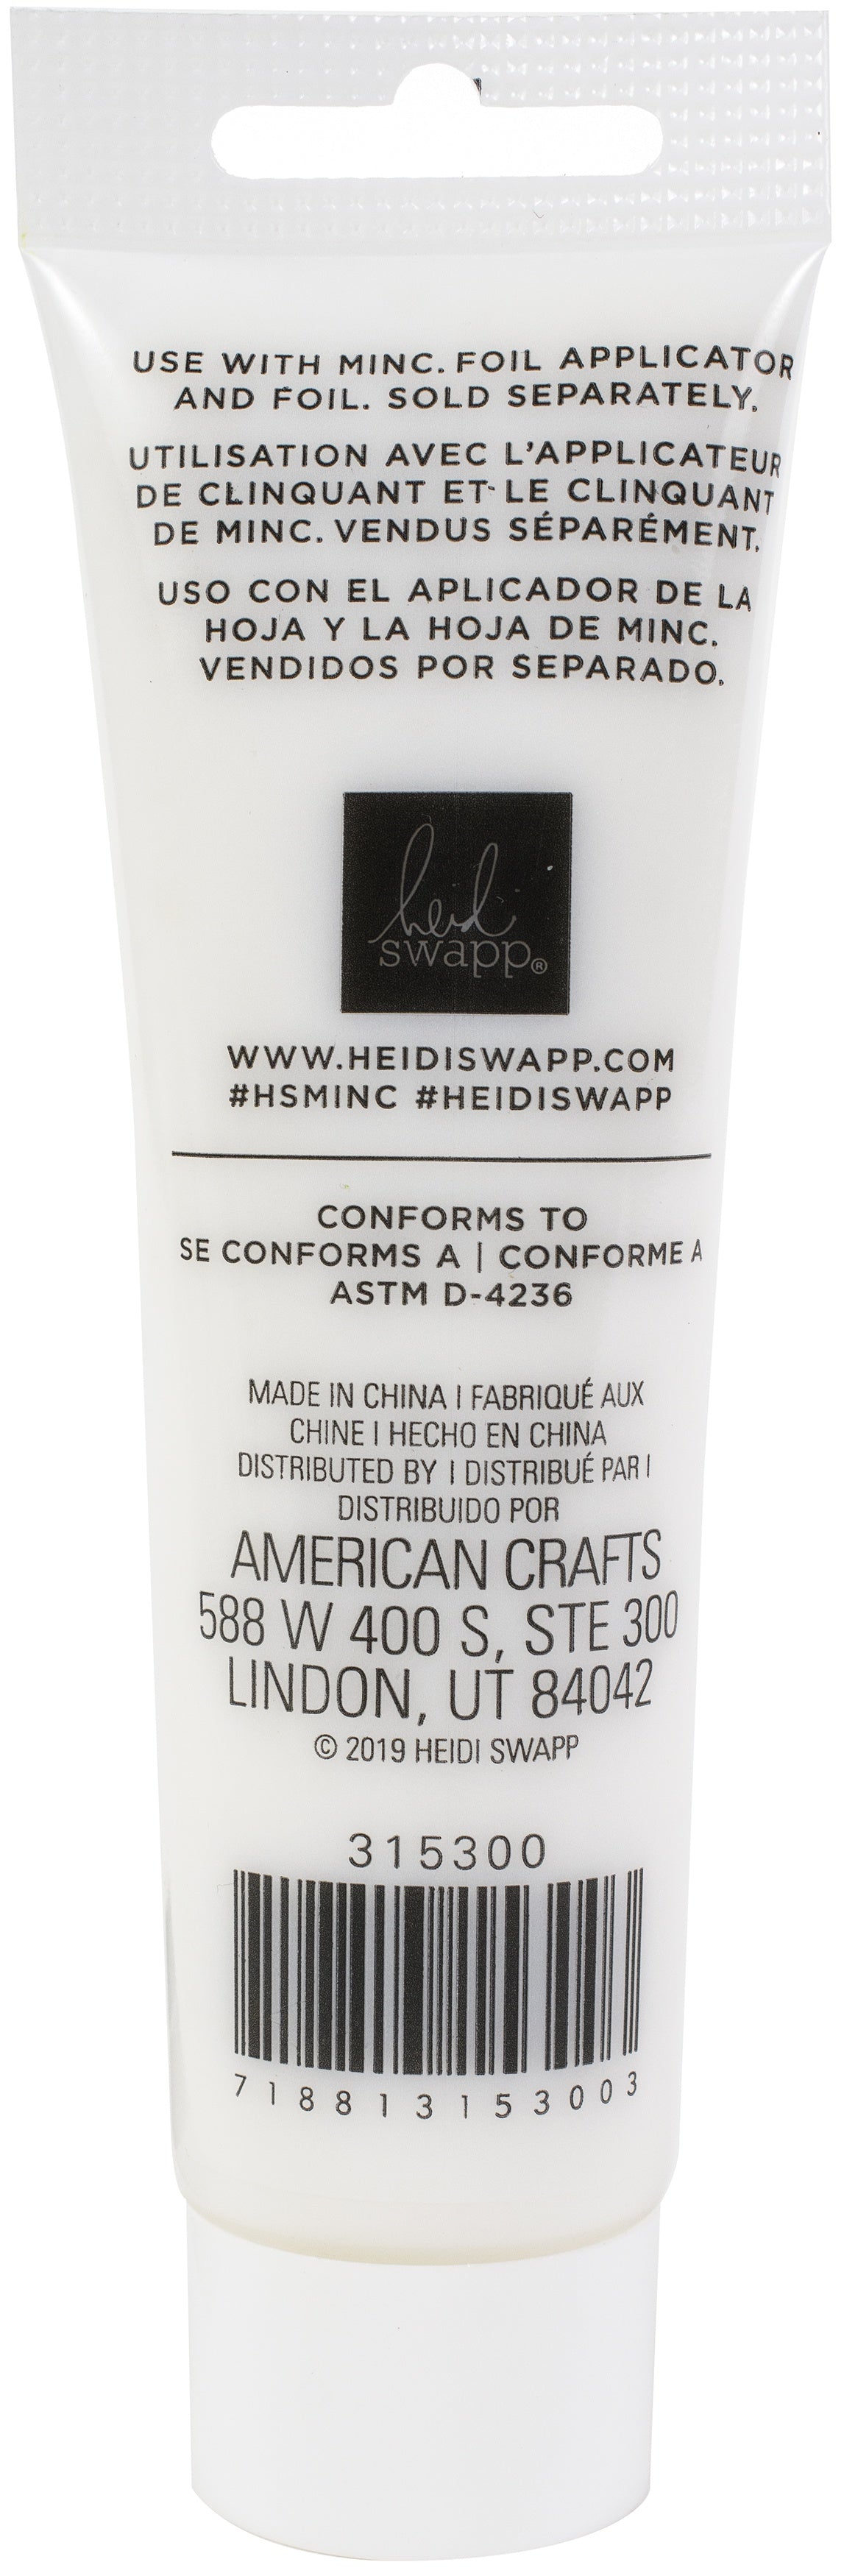 USE WITH MINC. FOIL APPLICATOR
AND FOIL. SOLD SEPARATELY.
UTILISATION AVEC L'APPLICATEUR
DE CLINQUANT ET LE CLINQUANT
DE MINC. VENDUS SÉPARÉMENT.
USO CON EL APLICADOR DE LA
HOJA Y LA HOJA DE MINC.
VENDIDOS POR SEPARADO.
heidi
swapp®
WWW.HEIDISWAPP.COM
#HSMINC #HEIDISWAPP
CONFORMS TO
SE CONFORMS A | CONFORME A
ASTM D-4236
MADE IN CHINA I FABRIQUÉ AUX
CHINE I HECHO EN CHINA
DISTRIBUTED BY I DISTRIBUÉ PAR I
DISTRIBUIDO POR
AMERICAN CRAFTS
588 W 400 S, STE 300
LINDON, UT 84042
© 2019 HEIDI SWAPP
315300
7 18813 15300 3